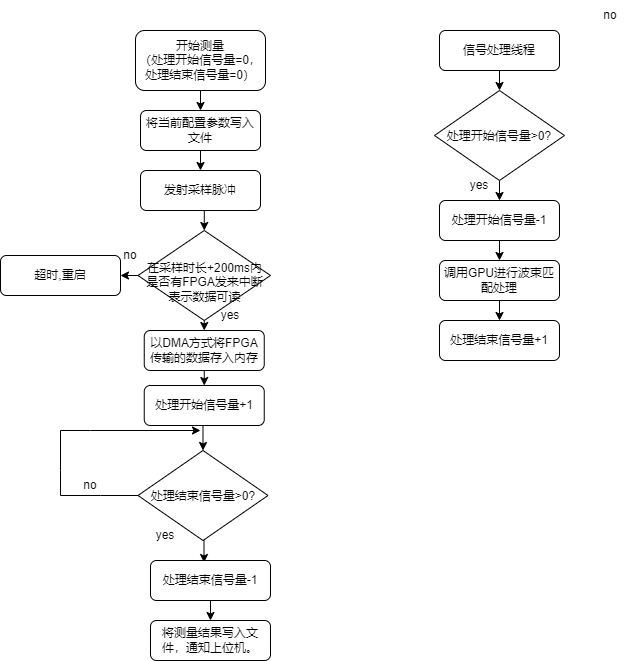 no
开始测量
（处理开始信号量=0，
处理结束信号量=0）
将当前配置参数写入
文件
发射采样脉冲
在采样时长+200ms内
是否有FPGA发来中断
表示数据可读
no
超时,重启
yes
以DMA方式将FPGA
传输的数据存入内存
处理开始信号量+1
处理结束信号量>0?
no
yes
处理结束信号量-1
将测量结果写入文
件，通知上位机。
信号处理线程
处理开始信号量>0?
yes
处理开始信号量-1
调用GPU进行波束匹
配处理
处理结束信号量+1